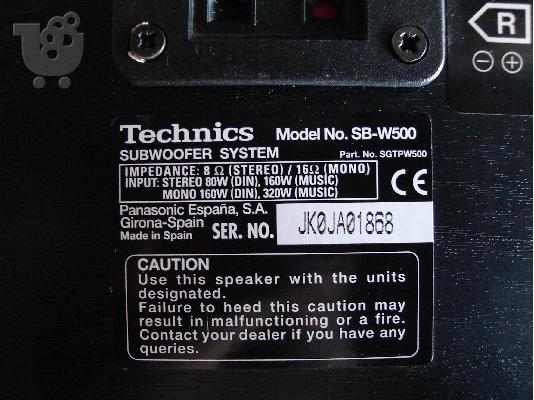 R
Technics Model No. SB-W500
SUBWOOFER SYSTEM Part. No. SGTPW500
IMPEDANCE: 8 Ω (STEREO) / 16Ω (MONO)
INPUT: STEREO 80W (DIN), 160W (MUSIC)
MONO 160W (DIN), 320W (MUSIC)
CE
Panasonic España, S.A.
Girona-Spain
Made in Spain SER. NO. JK0JA01868
CAUTION
Use this speaker with the units
designated.
Failure to heed this caution may
result in malfunctioning or a fire.
Contact your dealer if you have any
queries.